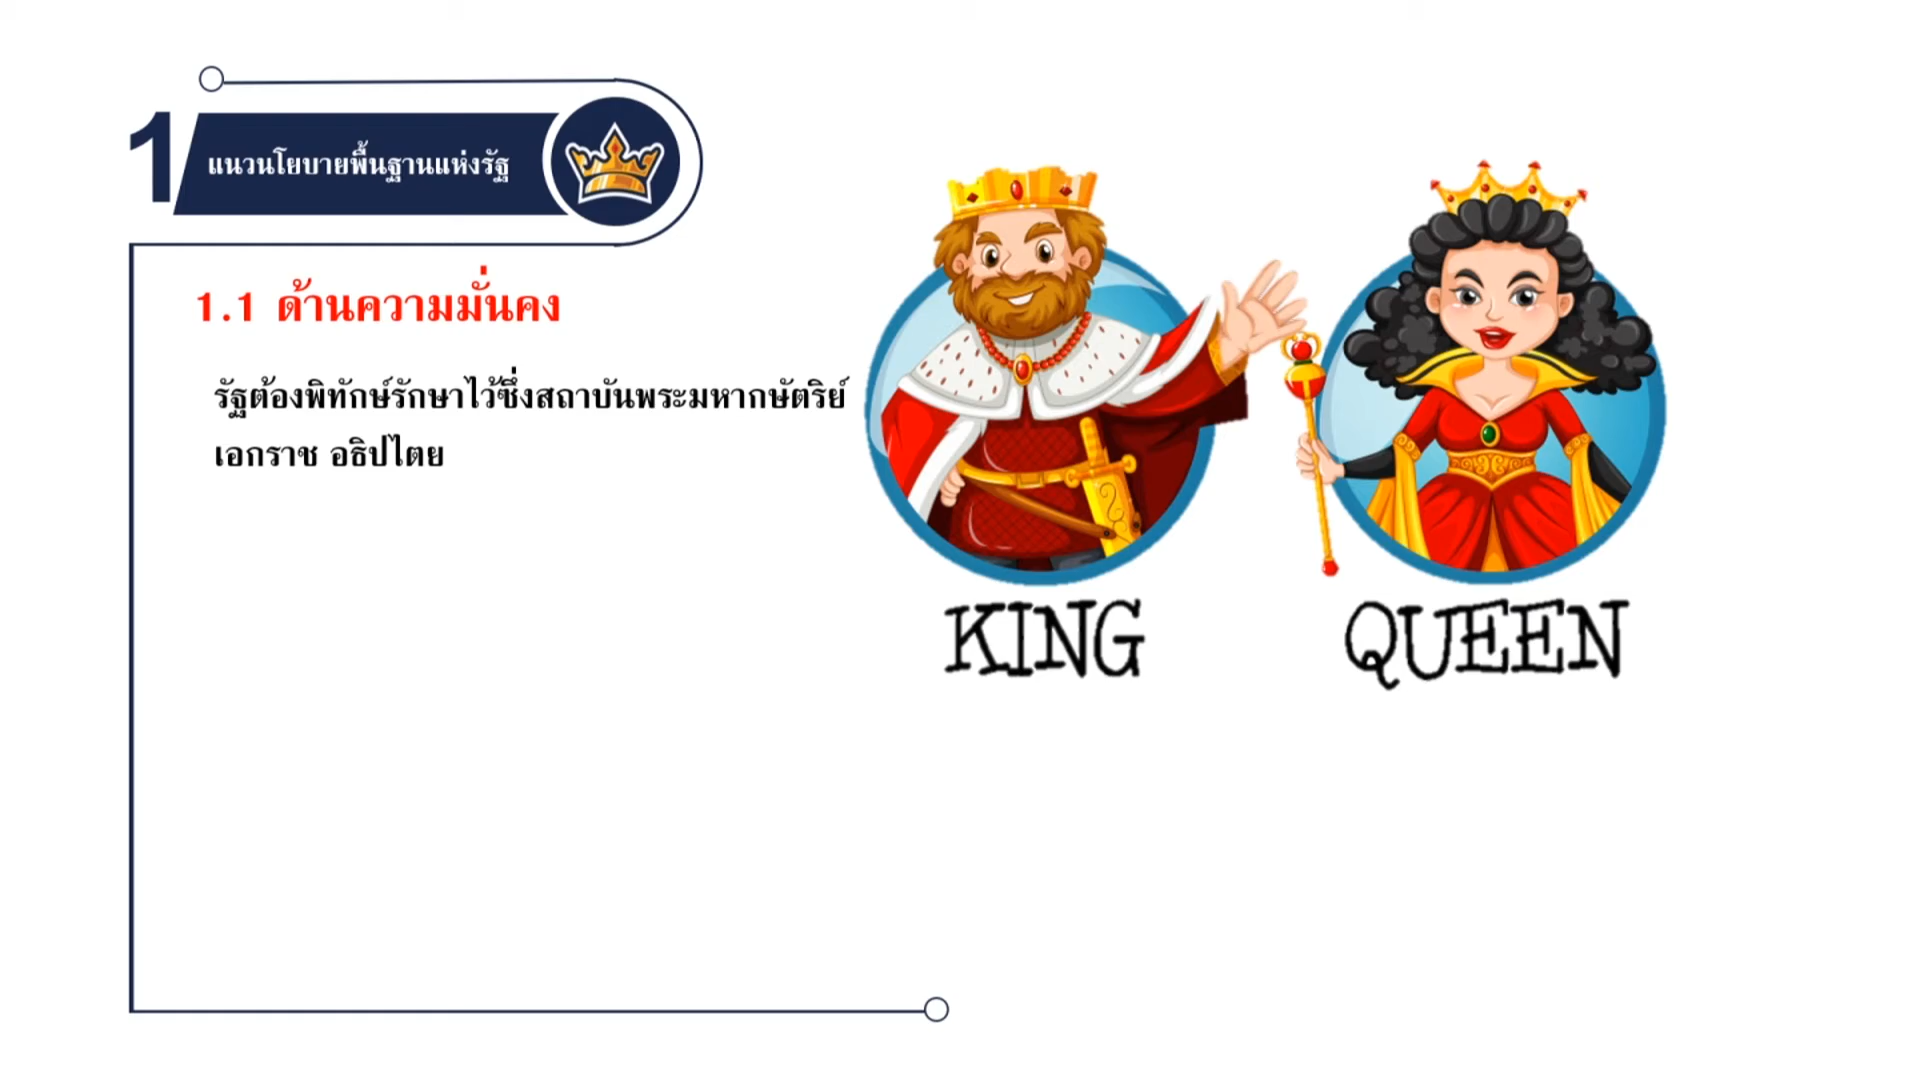 1
แนวนโยบายพื้นฐานแห่งรัฐ
1.1 ด้านความมั่นคง
รัฐต้องพิทักษ์รักษาไว้ซึ่งสถาบันพระมหากษัตริย์
เอกราช อธิปไตย
KING
QUEEN